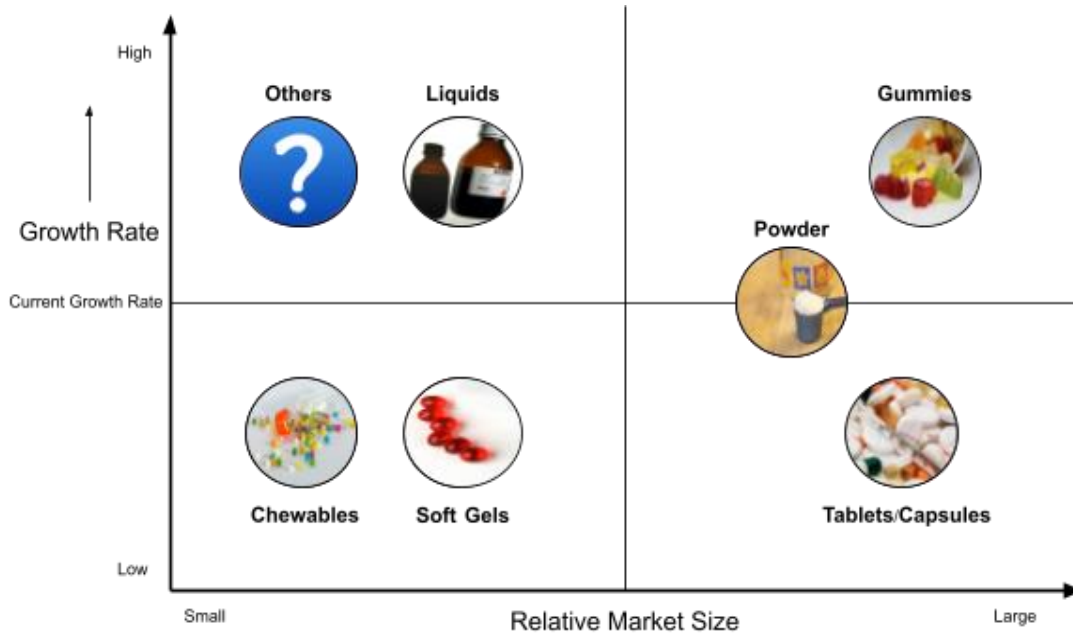 High
Others
Liquids
Gummies
?
Growth Rate
Powder
Current Growth Rate
Chewables
Soft Gels
Tablets/Capsules
Low
Small
Relative Market Size
Large